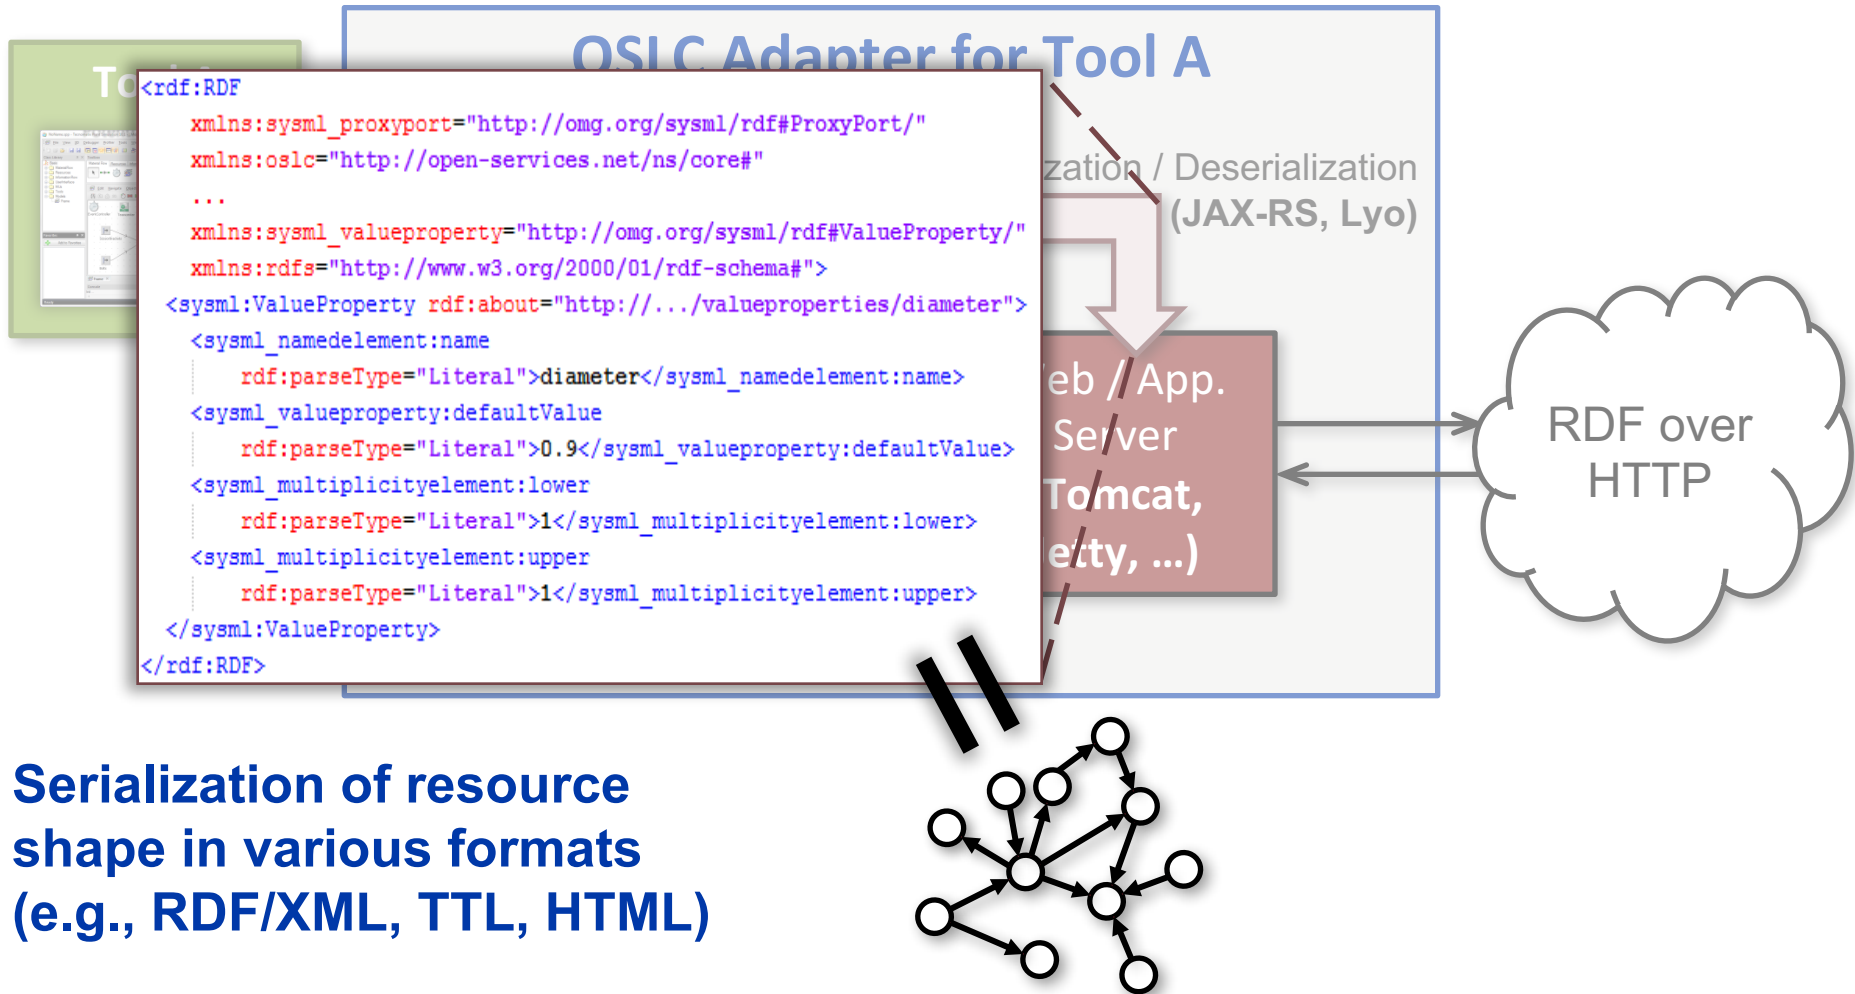 OSLC Adapter for Tool A
<rdf:RDF
xmlns:sysml_proxyport="http://omg.org/sysml/rdf#ProxyPort/"
xmlns:oslc="http://open-services.net/ns/core#"
...
xmlns:sysml_valueproperty="http://omg.org/sysml/rdf#ValueProperty/"
xmlns:rdfs="http://www.w3.org/2000/01/rdf-schema#">
<sysml:ValueProperty rdf:about="http://.../valueproperties/diameter">
<sysml_namedelement:name
rdf:parseType="Literal">diameter</sysml_namedelement:name>
<sysml_valueproperty:defaultValue
rdf:parseType="Literal">0.9</sysml_valueproperty:defaultValue>
<sysml_multiplicityelement:lower
rdf:parseType="Literal">1</sysml_multiplicityelement:lower>
<sysml_multiplicityelement:upper
rdf:parseType="Literal">1</sysml_multiplicityelement:upper>
</sysml:ValueProperty>
</rdf:RDF>
zation / Deserialization
(JAX-RS, Lyo)
eb / App.
Server
Tomcat,
etty, ...)
RDF over
HTTP
Serialization of resource
shape in various formats
(e.g., RDF/XML, TTL, HTML)